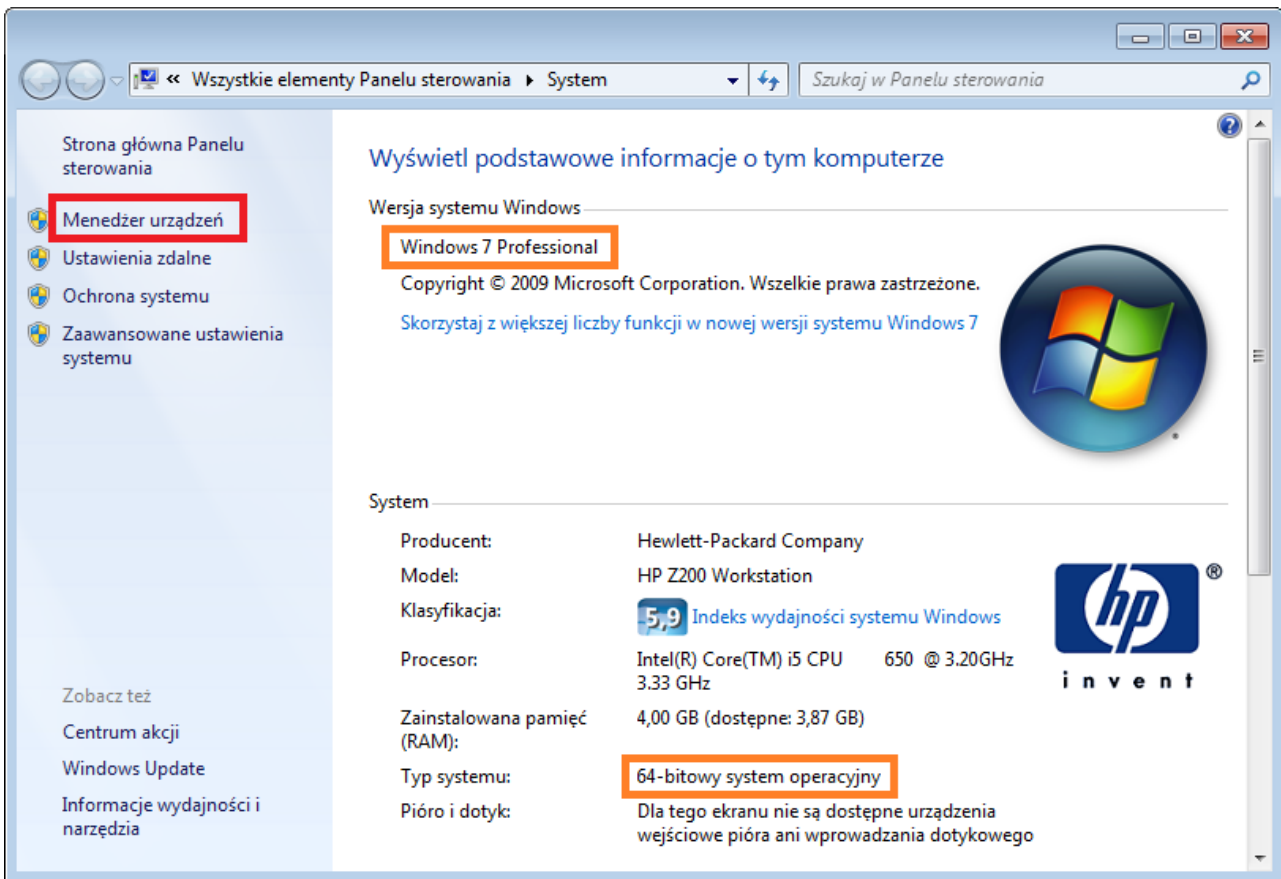 « Wszystkie elementy Panelu sterowania ▸ System
Szukaj w Panelu sterowania
Strona główna Panelu
sterowania
Menedżer urządzeń
Ustawienia zdalne
Ochrona systemu
Zaawansowane ustawienia
systemu
Zobacz też
Centrum akcji
Windows Update
Informacje wydajności i
narzędzia
Wyświetl podstawowe informacje o tym komputerze
Wersja systemu Windows
Windows 7 Professional
Copyright © 2009 Microsoft Corporation. Wszelkie prawa zastrzeżone.
Skorzystaj z większej liczby funkcji w nowej wersji systemu Windows 7
System
Producent: Hewlett-Packard Company
Model: HP Z200 Workstation
Klasyfikacja: 5,9 Indeks wydajności systemu Windows
Procesor: Intel(R) Core(TM) i5 CPU 650 @ 3.20GHz
3.33 GHz
Zainstalowana pamięć 4,00 GB (dostępne: 3,87 GB)
(RAM):
Typ systemu: 64-bitowy system operacyjny
Pióro i dotyk: Dla tego ekranu nie są dostępne urządzenia
wejściowe pióra ani wprowadzania dotykowego
hp ®
invent